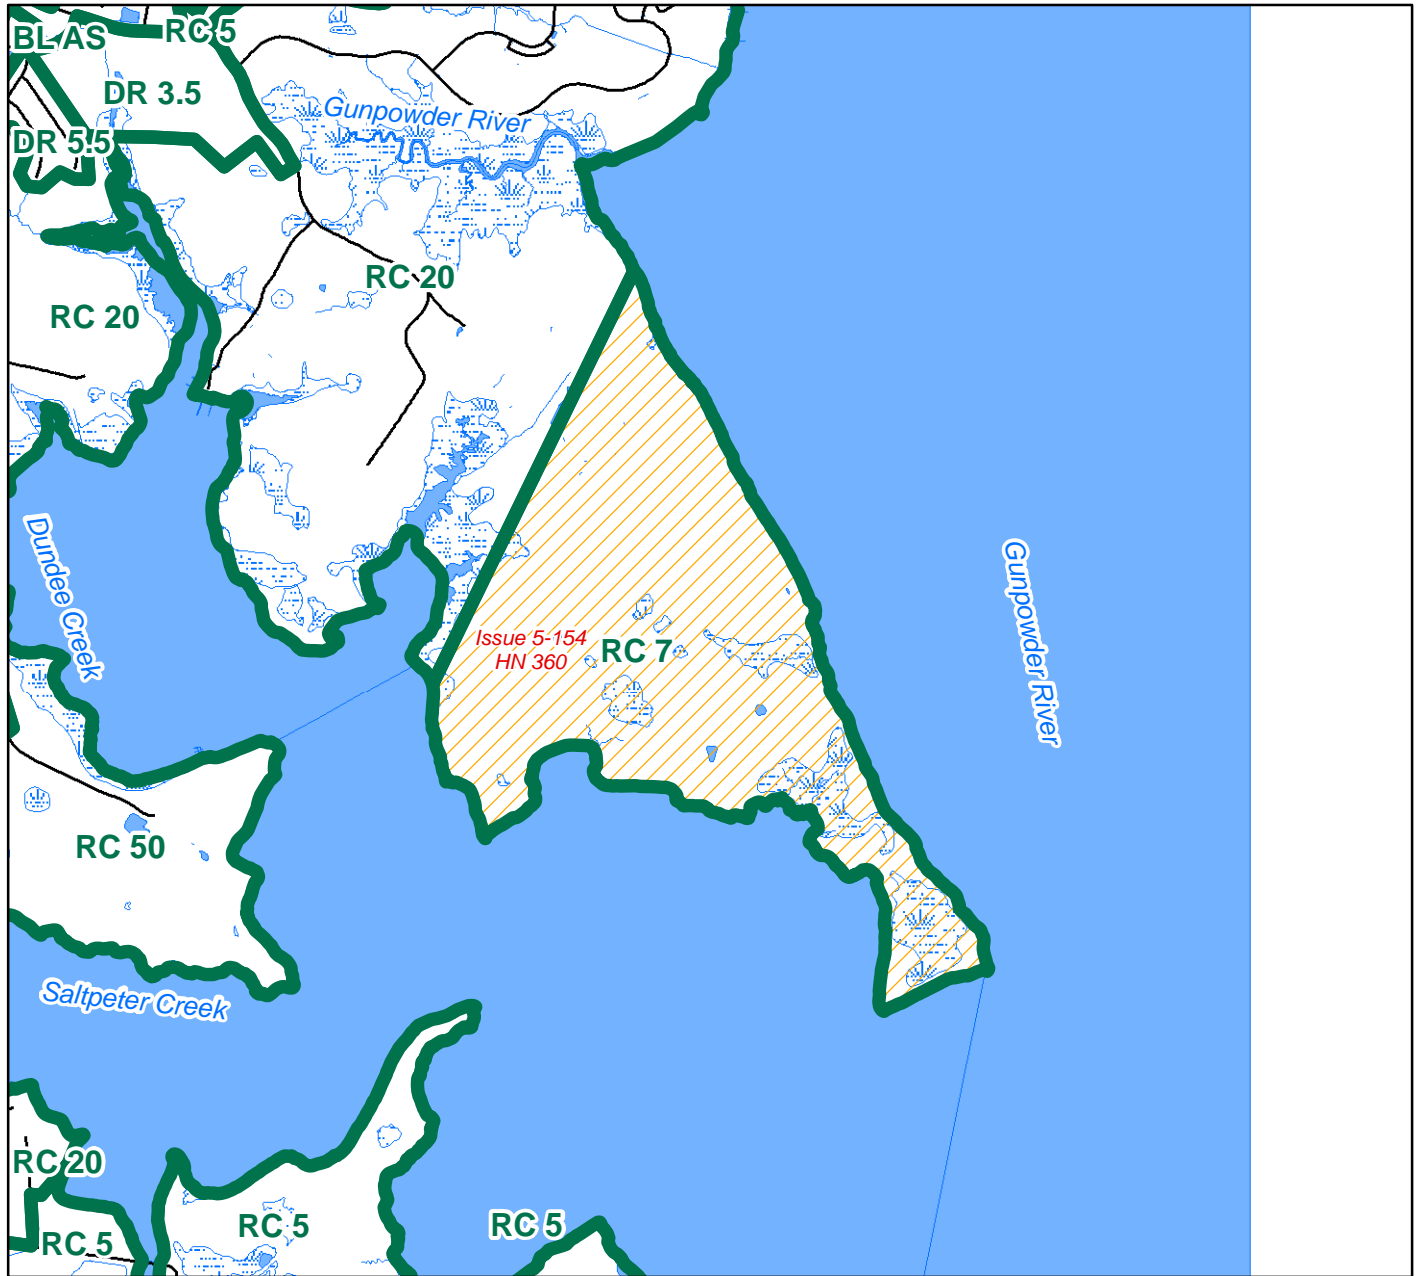 BL AS
RC 5
DR 3.5
Gunpowder River
DR 5.5
RC 20
RC 20
Dundee Creek
Gunpowder River
Issue 5-154
HN 360
RC 7
RC 50
Saltpeter Creek
RC 20
RC 5
RC 5
RC 5